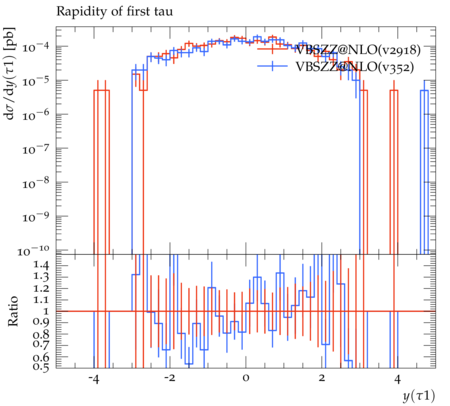 Rapidity of first tau
dσ/dy(τ1) [pb]
10⁻⁴
10⁻⁵
10⁻⁶
10⁻⁷
10⁻⁸
10⁻⁹
10⁻¹⁰
VBSZZ@NLO(v2918)
VBSZZ@NLO(v352)
Ratio
1.4
1.3
1.2
1.1
1
0.9
0.8
0.7
0.6
0.5
-4 -2 0 2 4
y(τ1)